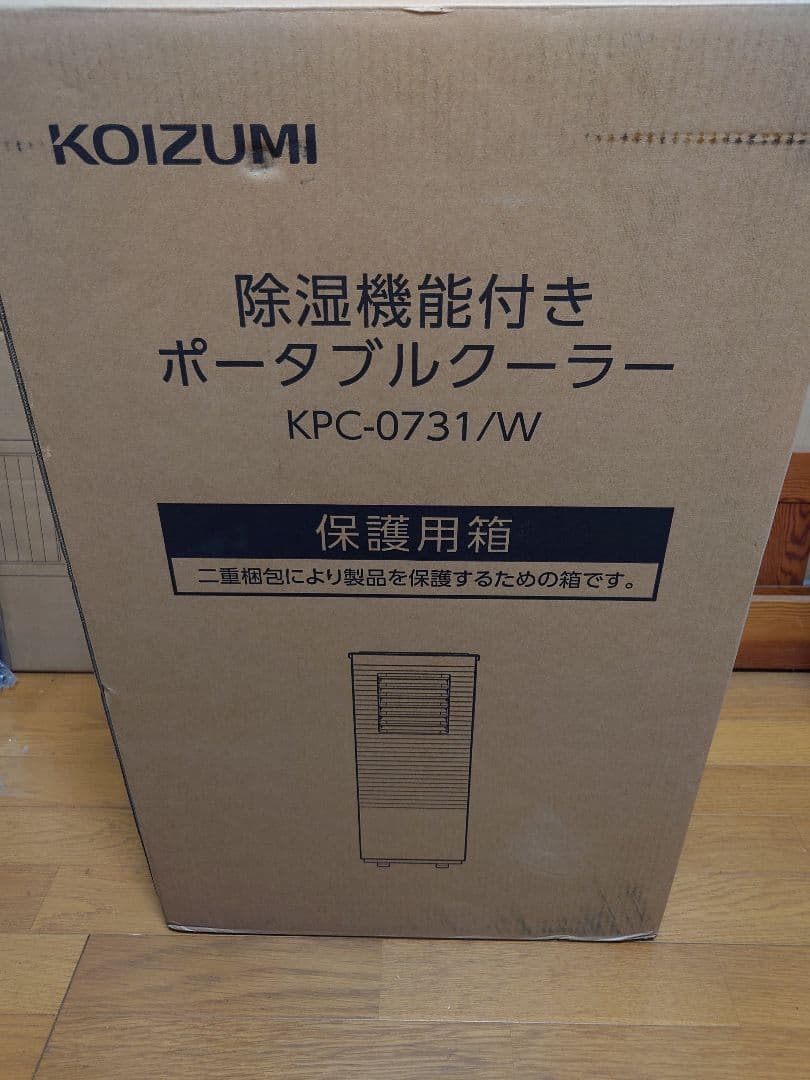 KOIZUMI
除湿機能付き
ポータブルクーラー
KPC-0731/W
保護用箱
二重梱包により製品を保護するための箱です。